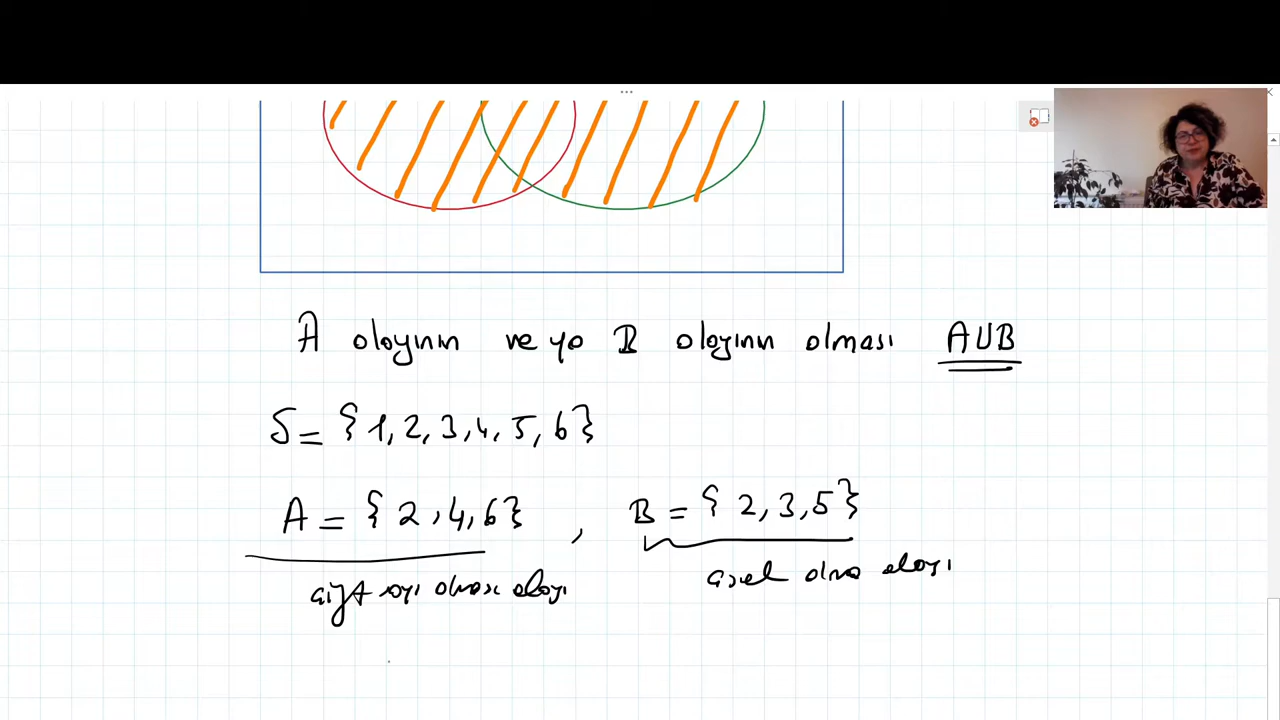 A olayının veya B olayının olması A∪B
S = {1, 2, 3, 4, 5, 6}
A = {2, 4, 6} , B = {2, 3, 5}
çift sayı olması olayı
asal olma olayı